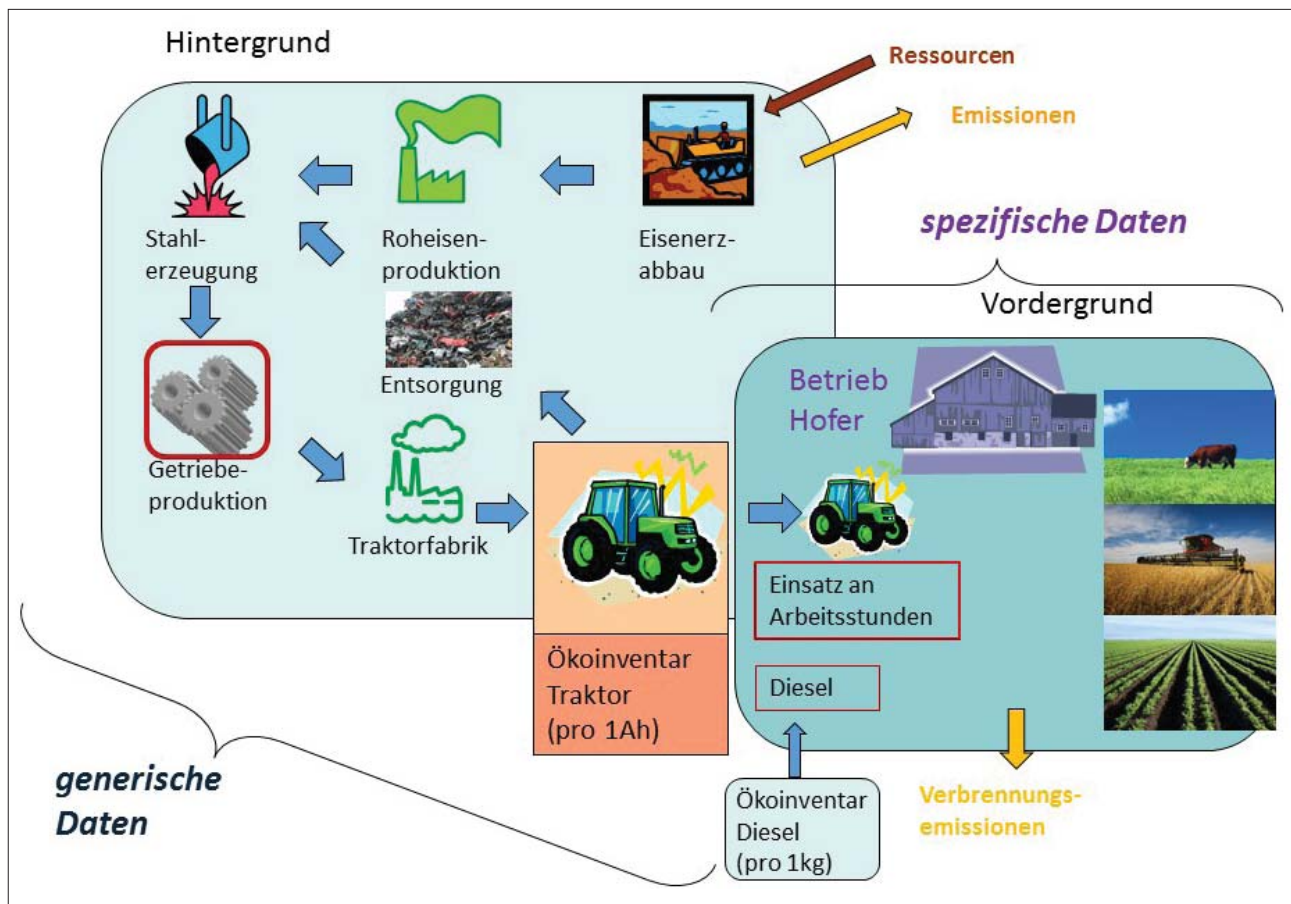 Hintergrund
Ressourcen
Emissionen
Stahl-
erzeugung
Roheisen-
produktion
Eisenerz-
abbau
spezifische Daten
Vordergrund
Entsorgung
Betrieb
Hofer
Getriebe-
produktion
Traktorfabrik
Einsatz an
Arbeitsstunden
Ökoinventar
Traktor
(pro 1Ah)
Diesel
generische
Daten
Ökoinventar
Diesel
(pro 1kg)
Verbrennungs-
emissionen